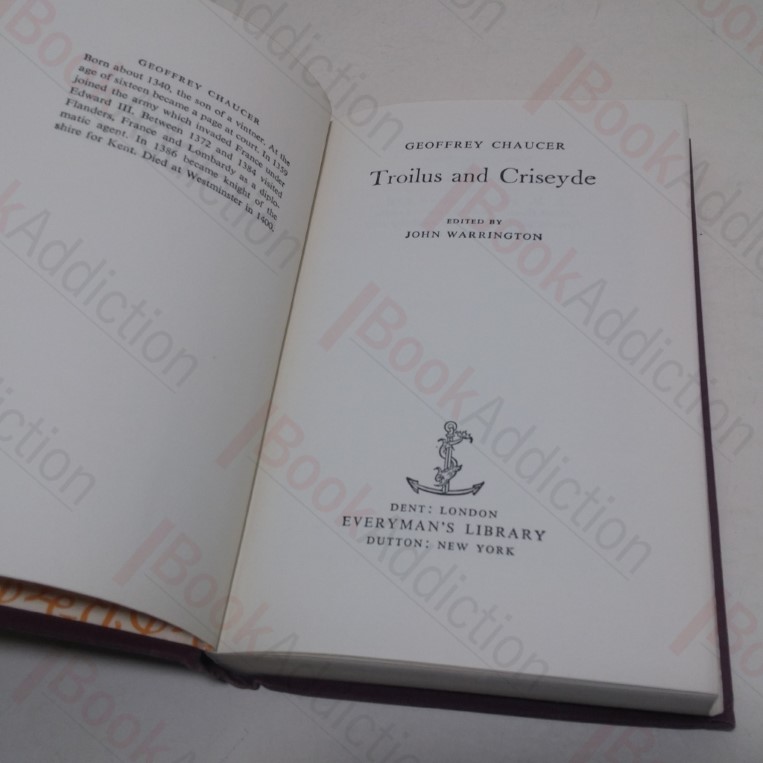 GEOFFREY CHAUCER
Born about 1340, the son of a vintner. At the
age of sixteen became a page at court. In 1359
joined the army which invaded France under
Edward III. Between 1372 and 1384 visited
Flanders, France and Lombardy as a diplo-
matic agent. In 1386 became knight of the
shire for Kent. Died at Westminster in 1400.
GEOFFREY CHAUCER
Troilus and Criseyde
EDITED BY
JOHN WARRINGTON
DENT: LONDON
EVERYMAN'S LIBRARY
DUTTON: NEW YORK
BookAddiction